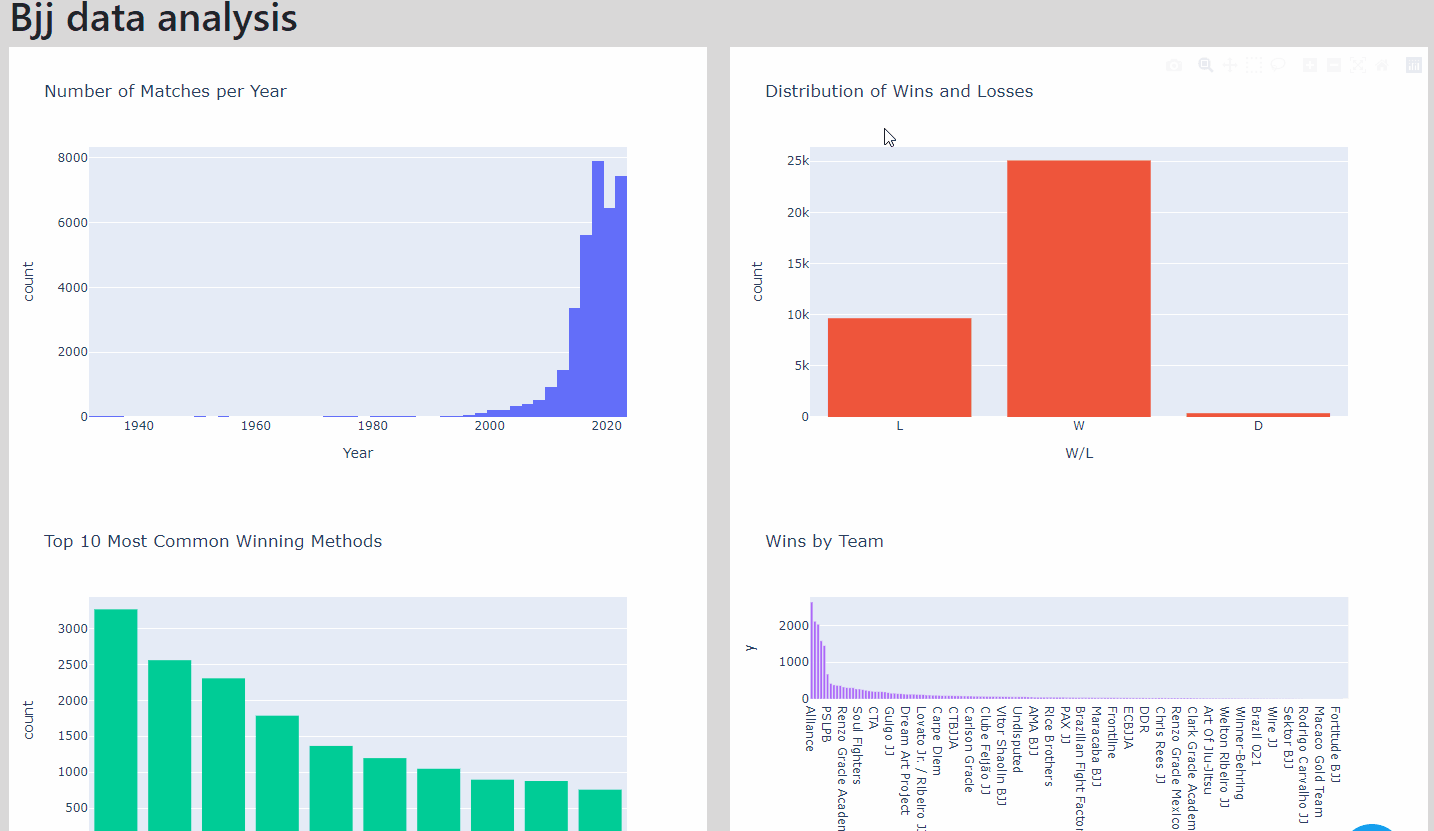 Bjj data analysis
Number of Matches per Year
8000
6000
4000
2000
0
count
1940
1960
1980
2000
2020
Year
Distribution of Wins and Losses
25k
20k
15k
10k
5k
0
count
L
W
D
W/L
Top 10 Most Common Winning Methods
3000
2500
2000
1500
1000
500
count
Wins by Team
2000
1000
0
y
Alliance
PSLPB
Renzo Gracie Academ
Soul Fighters
CTA
Guigo JJ
Dream Art Project
Lovato Jr. / Ribeiro J
Carpe Diem
CTBJJA
Carlson Gracie
Clube Feijão JJ
Vitor Shaolin BJJ
Undisputed
AMA BJJ
Rice Brothers
PAX JJ
Brazilian Fight Factor
Maracaba BJJ
Frontline
ECBJJA
DDR
Chris Rees JJ
Renzo Gracie Mexico
Clark Gracie Academ
Art Of Jiu-Jitsu
Welton Ribeiro JJ
Winner-Behring
Brazil 021
Wire JJ
Sektor BJJ
Rodrigo Carvalho JJ
Macaco Gold Team
Fortitude BJJ